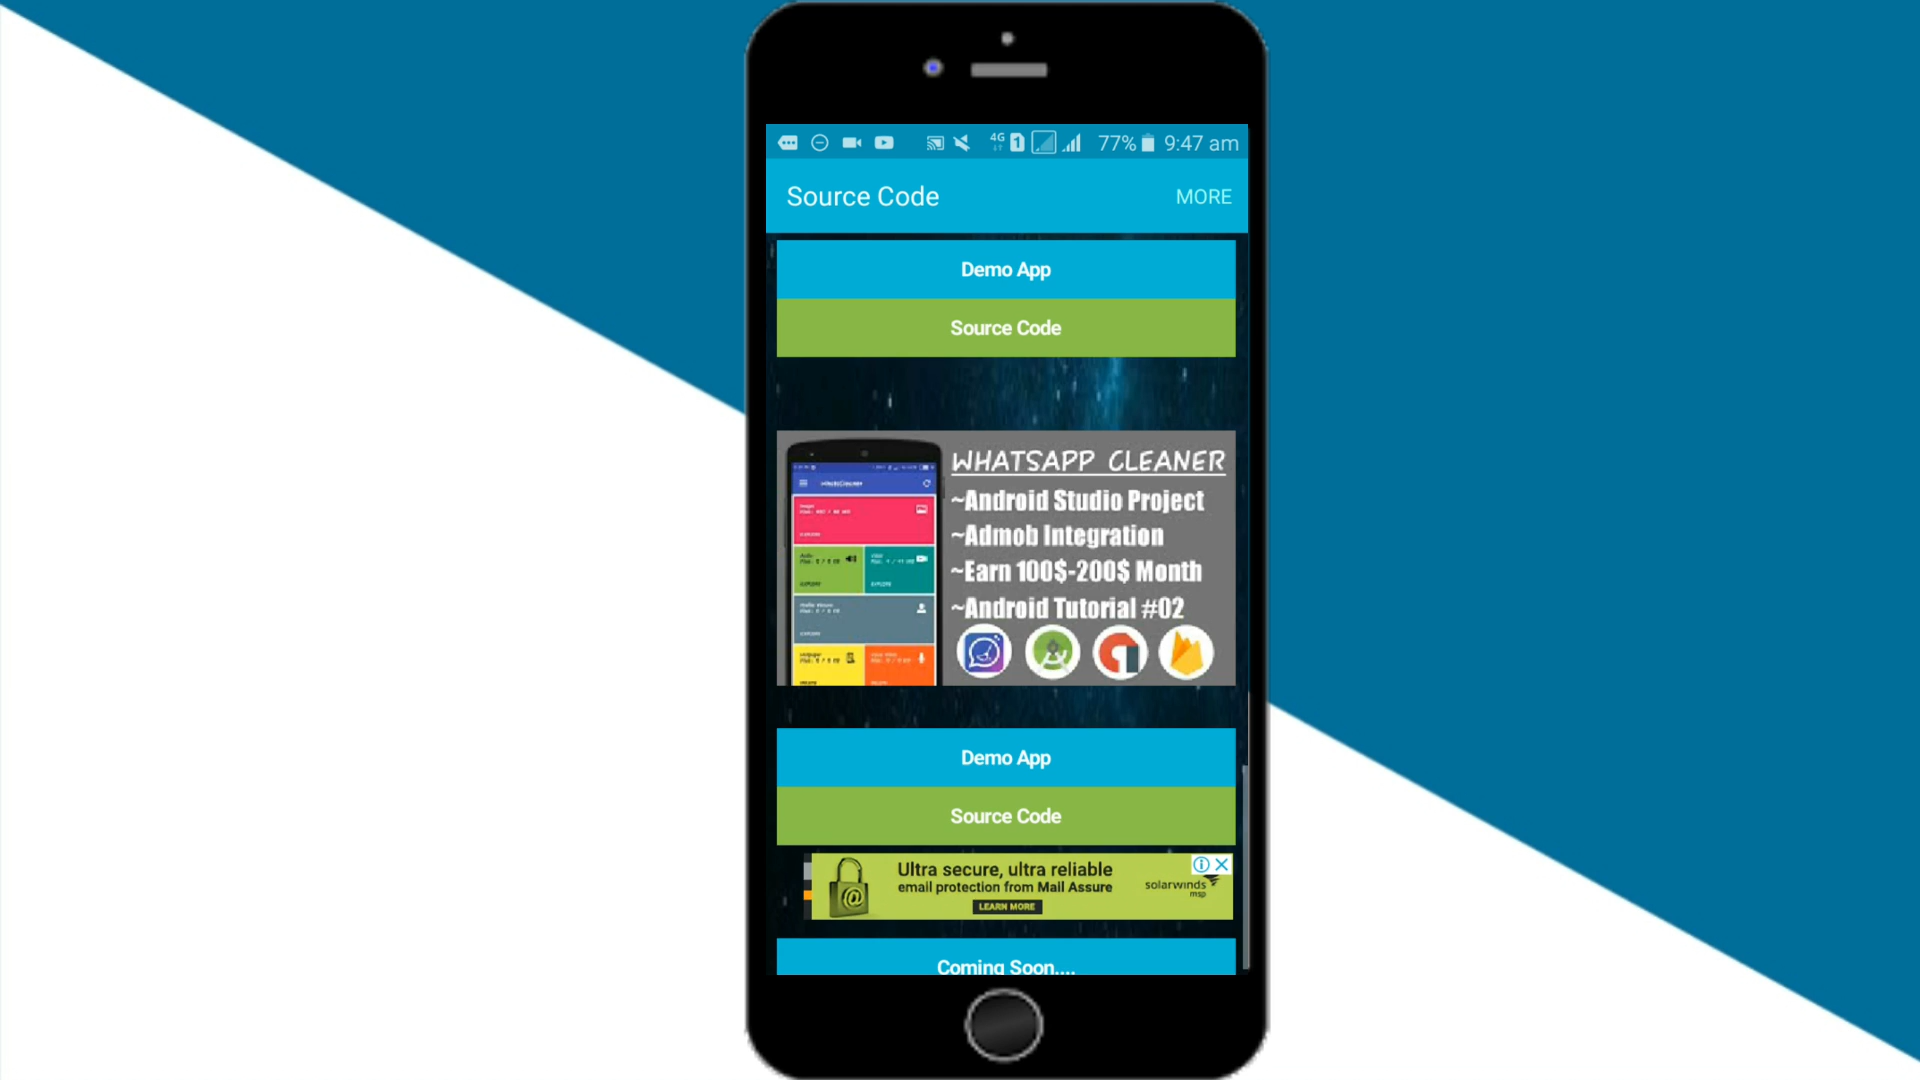 4G 1 77% 9:47 am
Source Code
MORE
Demo App
Source Code
WHATSAPP CLEANER
~Android Studio Project
~Admob Integration
~Earn 100$-200$ Month
~Android Tutorial #02
Demo App
Source Code
Ultra secure, ultra reliable
email protection from Mail Assure
LEARN MORE
solarwinds
msp
Coming Soon....